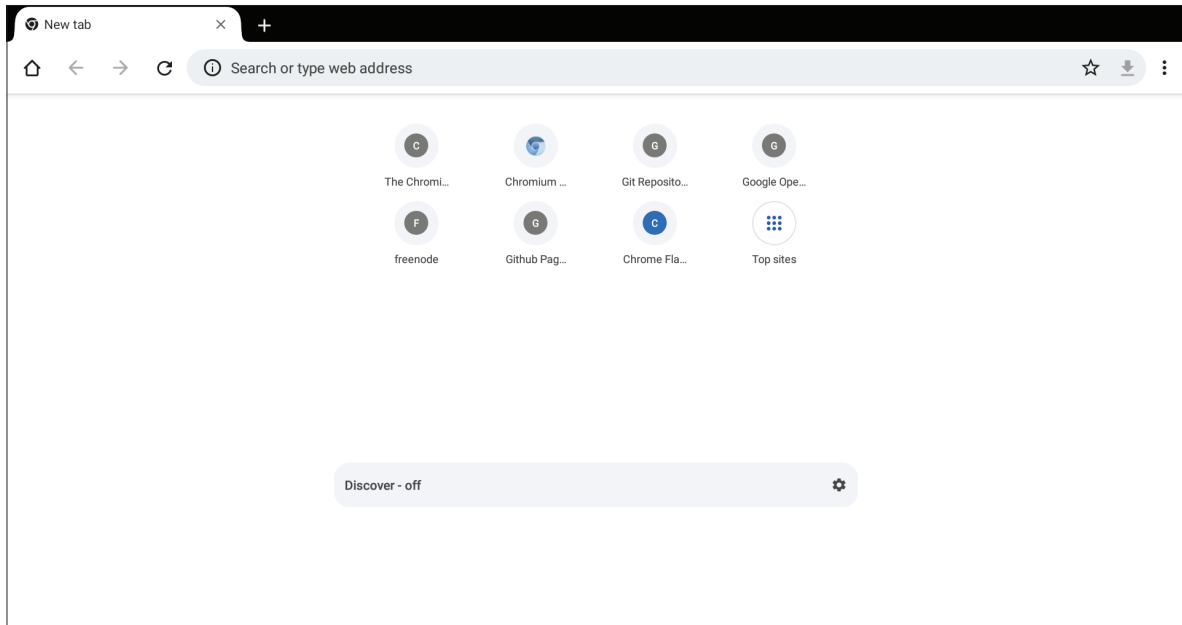 New tab
Search or type web address
C
G
G
The Chromi...
Chromium ...
Git Reposito...
Google Ope...
F
G
C
freenode
Github Pag...
Chrome Fla...
Top sites
Discover - off